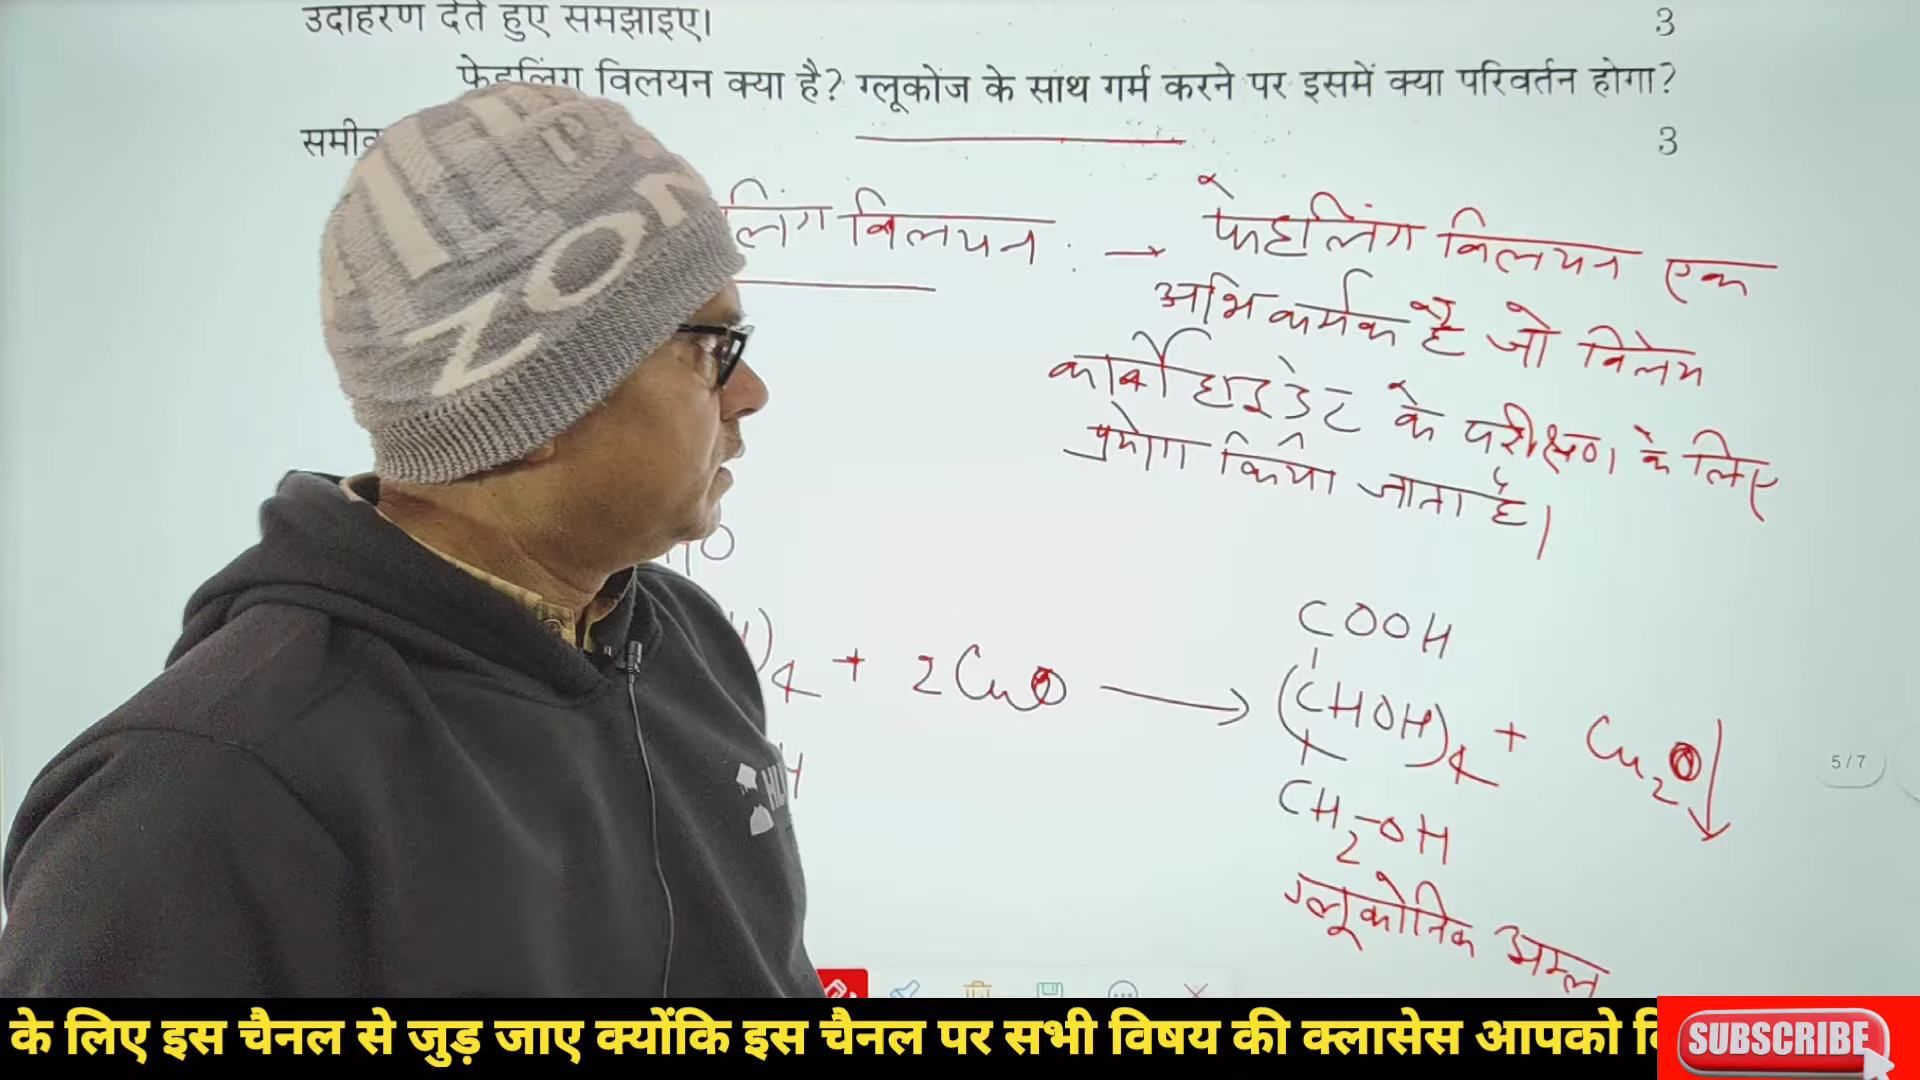 उदाहरण देते हुए समझाइए। 3
फेहलिंग विलयन क्या है? ग्लूकोज के साथ गर्म करने पर इसमें क्या परिवर्तन होगा?
3
लिंग विलयन : →
फेहलिंग विलयन एक
अभिकर्मक है जो विलेय
कार्बोहाइड्रेट के परीक्षण के लिए
प्रयोग किया जाता है।
)4 + 2CuO →
COOH
(CHOH)4 + Cu2O ↓
CH2-OH
ग्लूकोनिक अम्ल
ZON
5/7
के लिए इस चैनल से जुड़ जाए क्योंकि इस चैनल पर सभी विषय की क्लासेस आपको
SUBSCRIBE